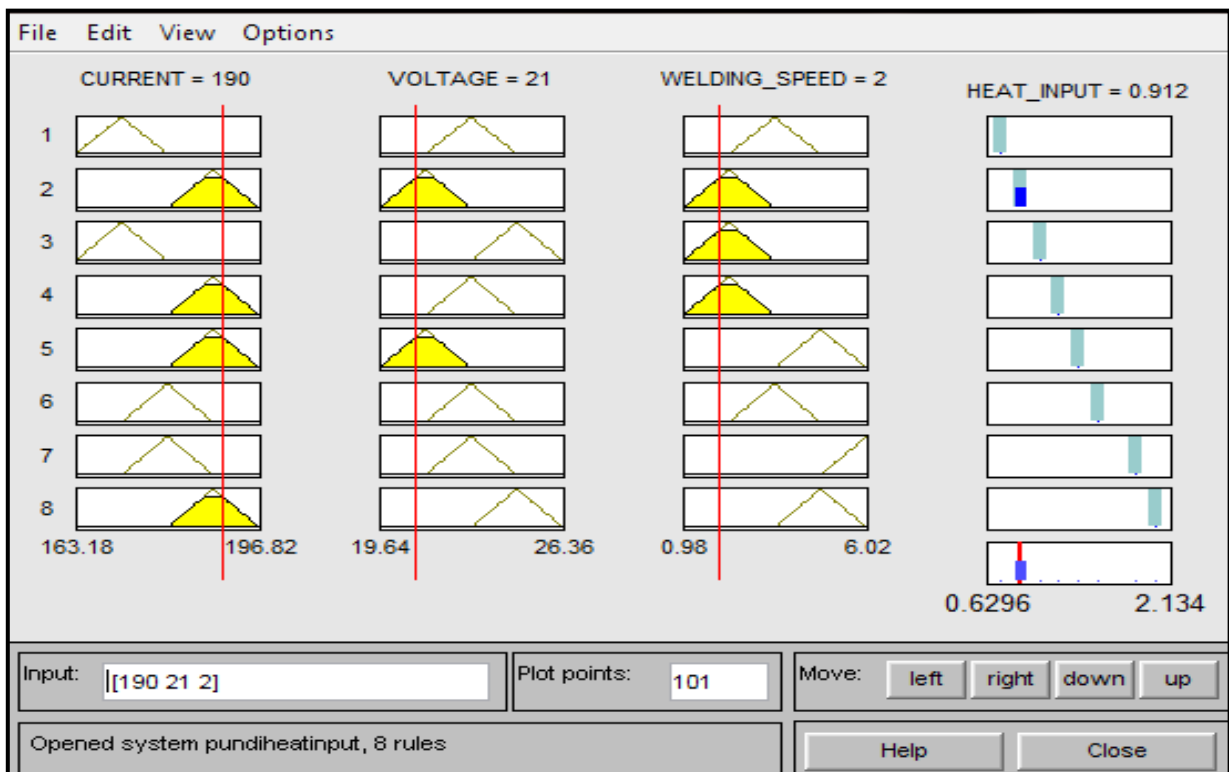 File Edit View Options
CURRENT = 190 VOLTAGE = 21 WELDING_SPEED = 2 HEAT_INPUT = 0.912
1
2
3
4
5
6
7
8
163.18 196.82 19.64 26.36 0.98 6.02
0.6296 2.134
Input: [190 21 2] Plot points: 101 Move: left right down up
Opened system pundiheatinput, 8 rules Help Close